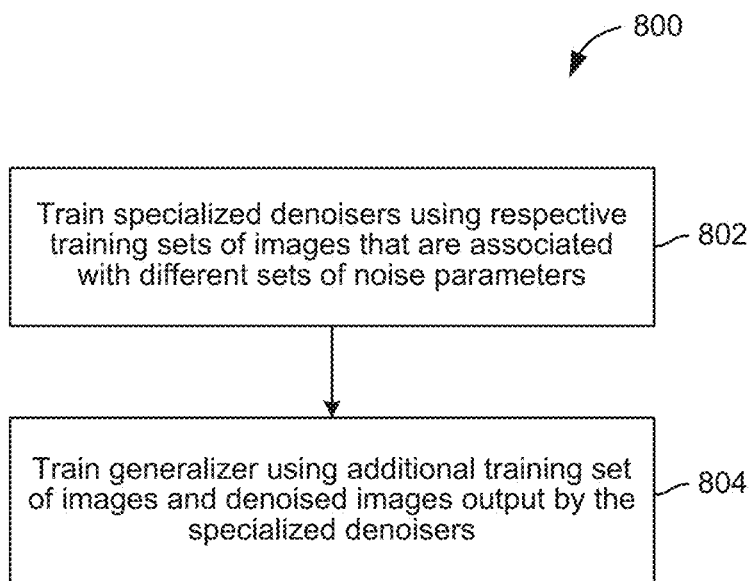 800
Train specialized denoisers using respective
training sets of images that are associated
with different sets of noise parameters
802
Train generalizer using additional training set
of images and denoised images output by the
specialized denoisers
804